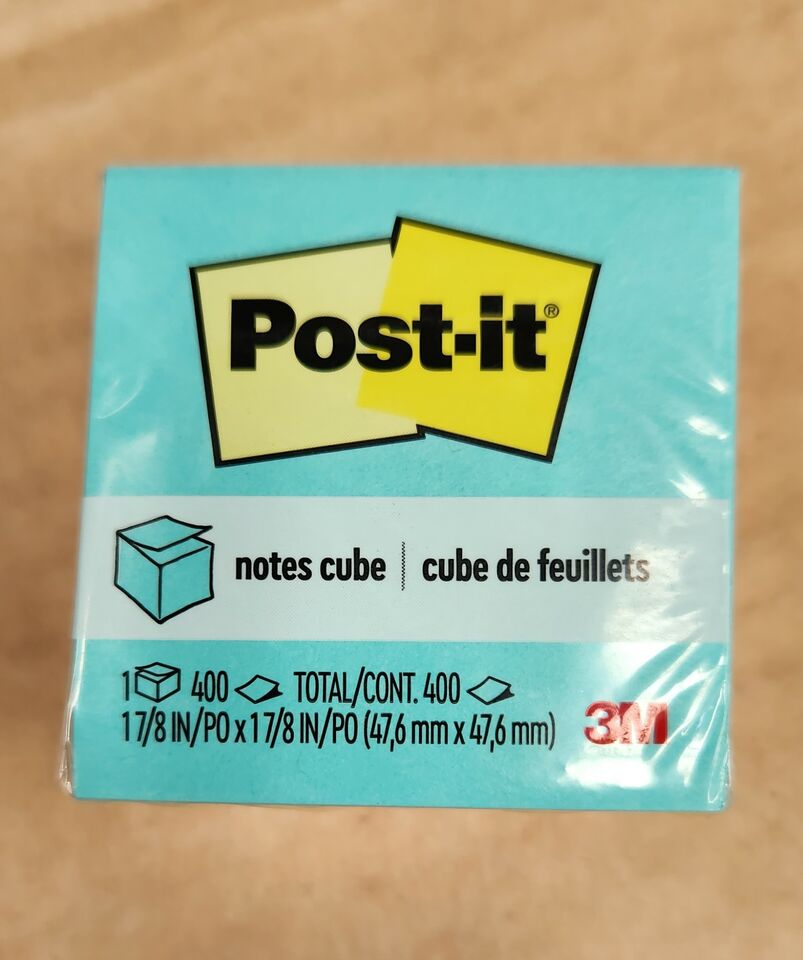 Post-it®
notes cube | cube de feuillets
1 400 TOTAL/CONT. 400
1 7/8 IN/PO x 1 7/8 IN/PO (47,6 mm x 47,6 mm)
3M